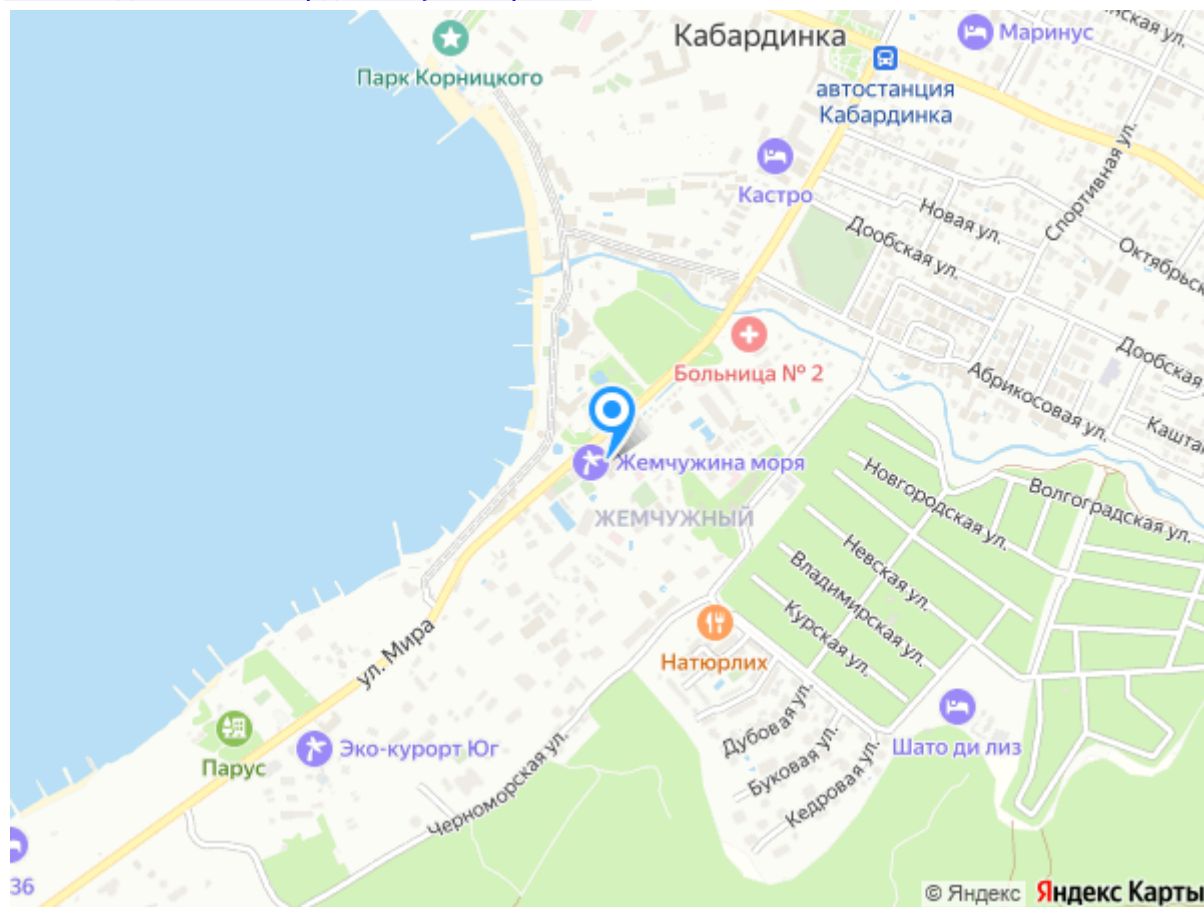 Кабардинка
Маринус
Парк Корницкого
автостанция
Кабардинка
Спортивная ул.
Кастро
Новая ул.
Дообская ул.
Октябрьск
Больница № 2
Дообская
Абрикосовая ул.
Кашта
Жемчужина моря
ЖЕМЧУЖНЫЙ
Новгородская ул.
Волгоградская ул.
Невская ул.
Владимирская ул.
Курская ул.
ул. Мира
Натюрлих
Дубовая ул.
Шато ди лиз
Эко-курорт Юг
Парус
Буковая ул.
Кедровая ул.
Черноморская ул.
36
© Яндекс Яндекс Карты